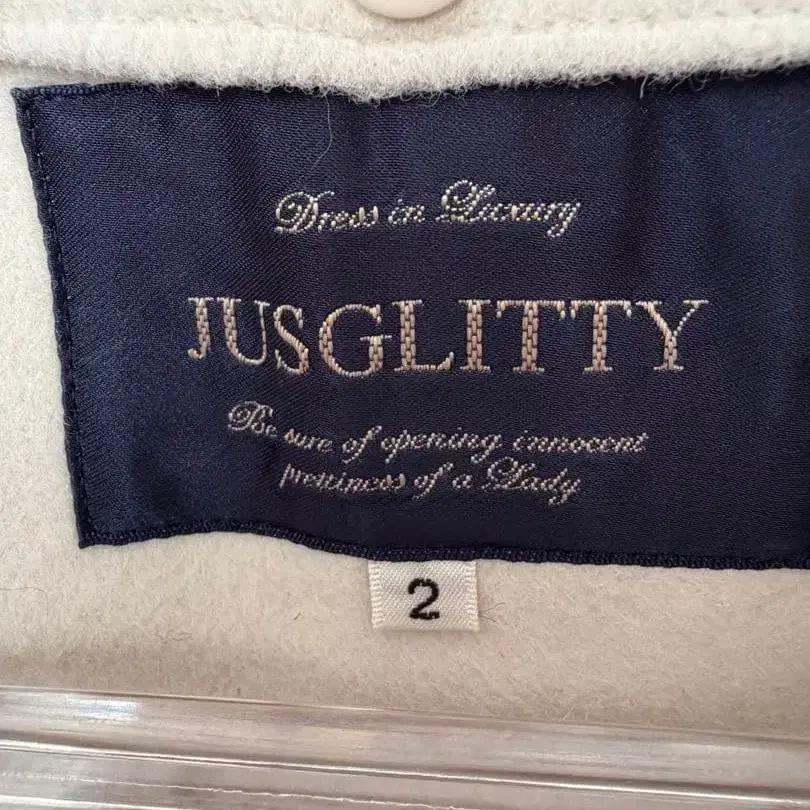 Dress in Luxury
JUSGLITTY
Be sure of opening innocent
prettiness of a Lady
2